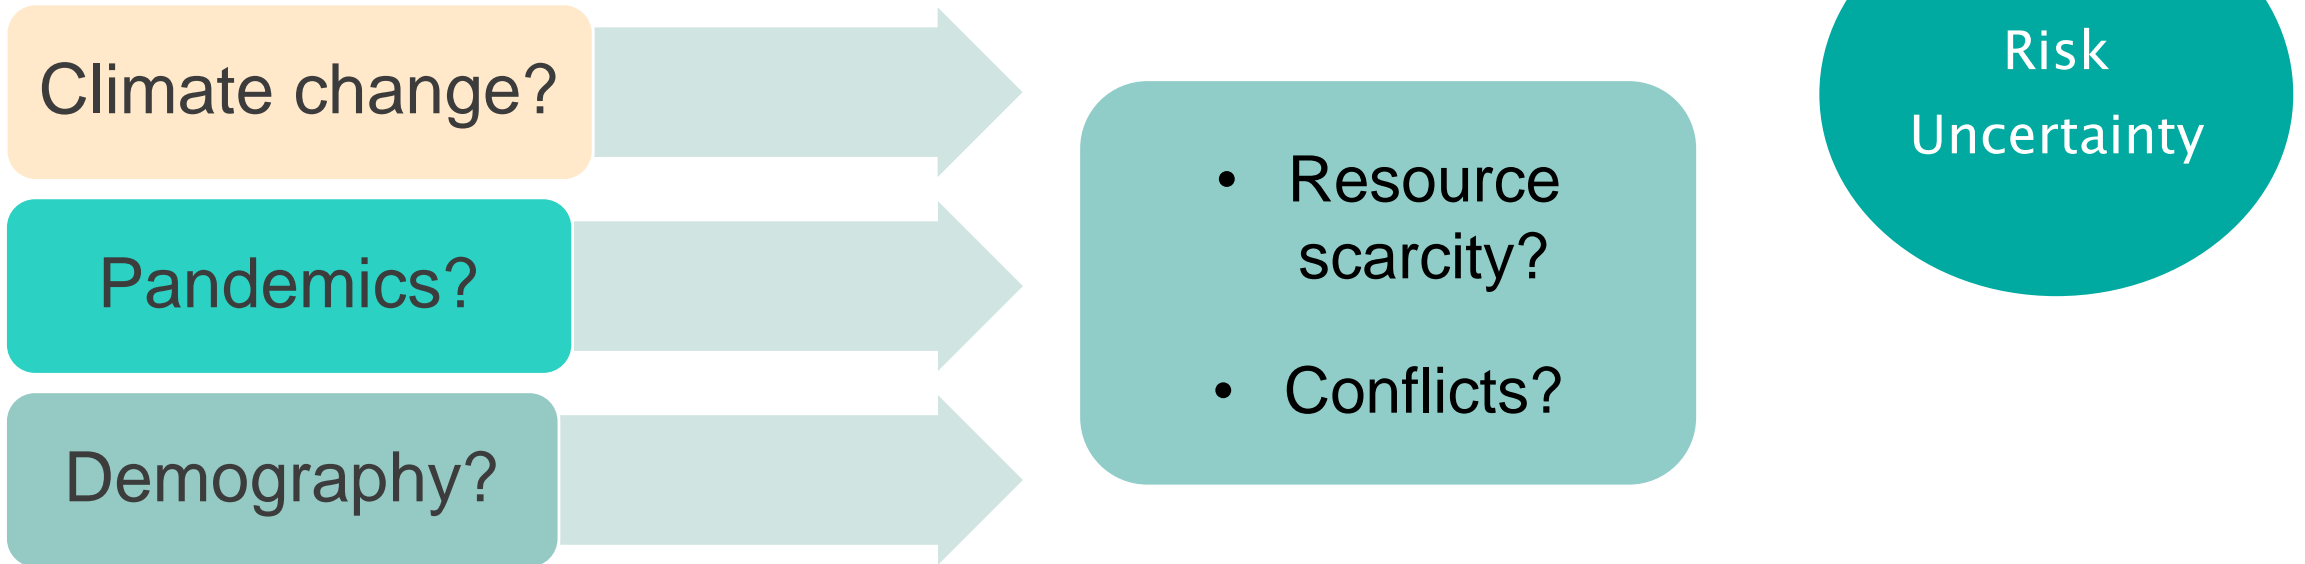 Climate change?
Pandemics?
Demography?
• Resource
scarcity?
• Conflicts?
Risk
Uncertainty